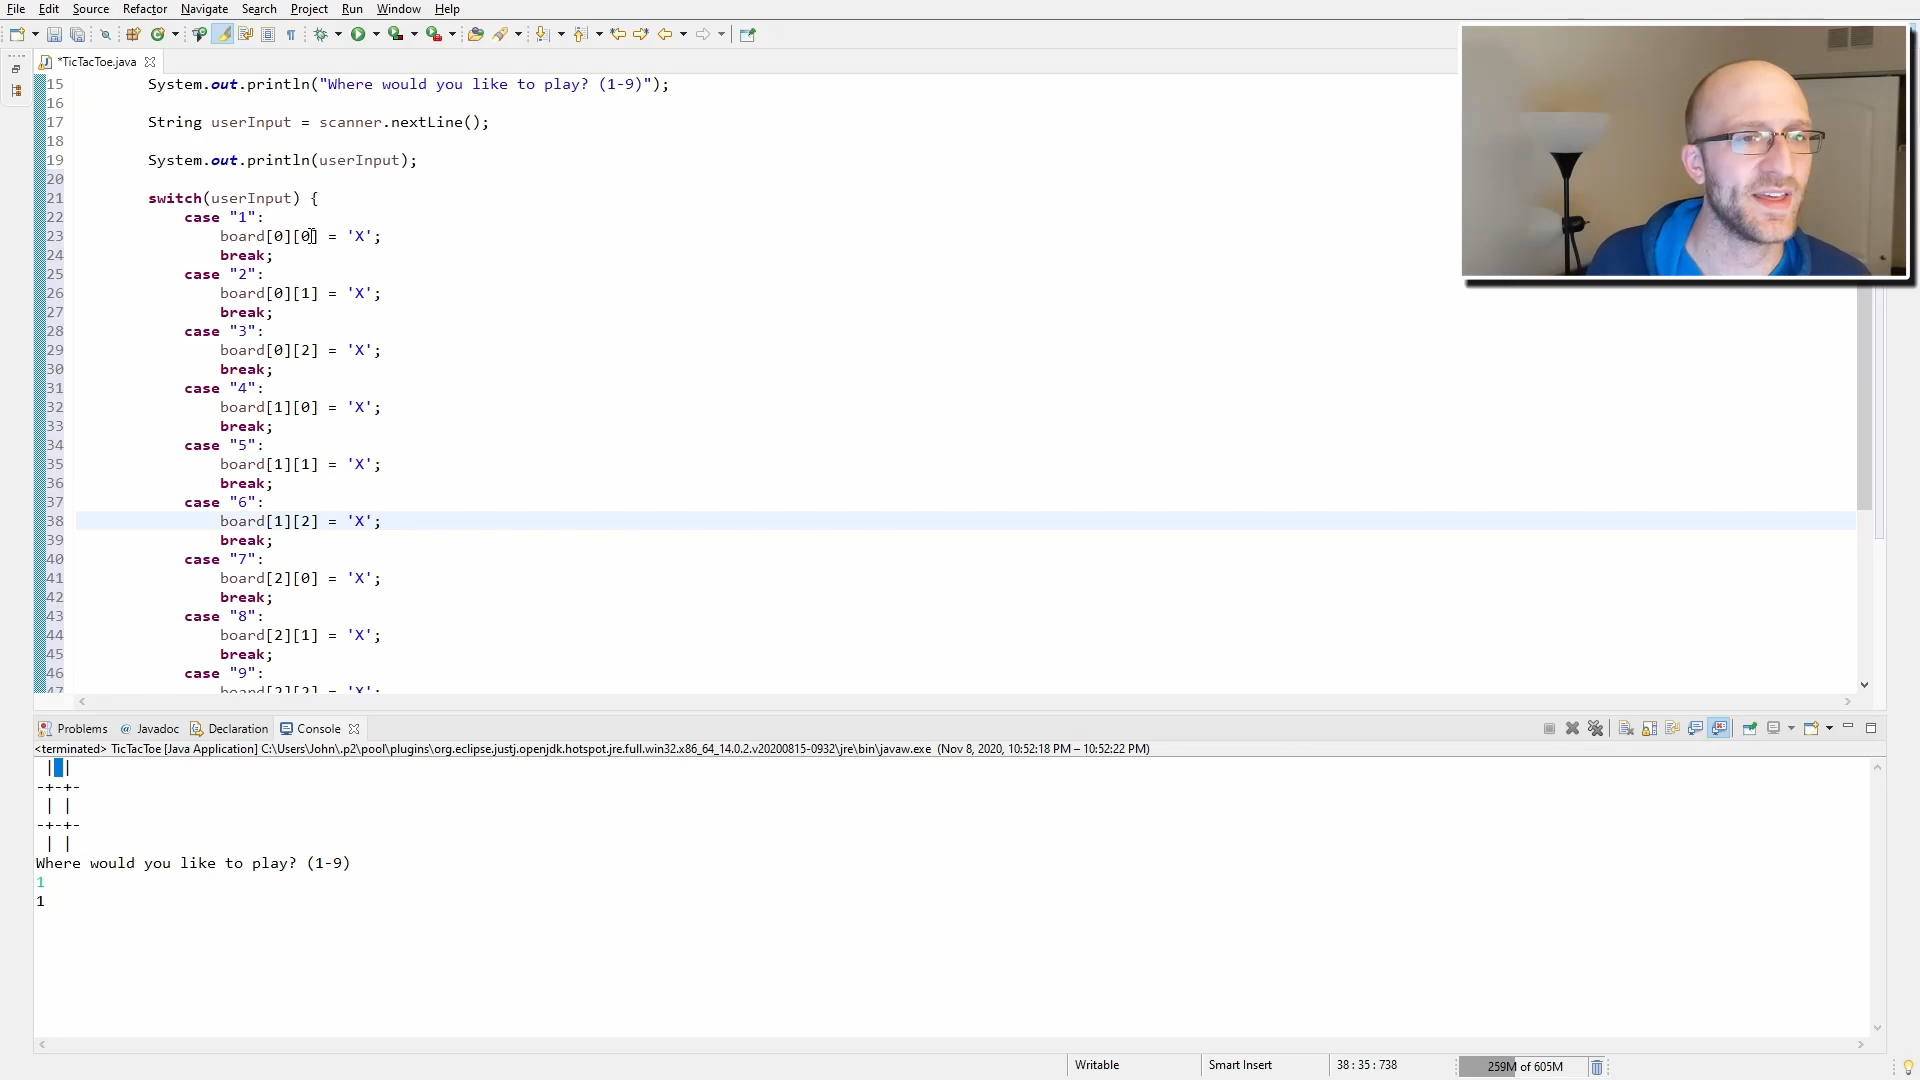 File Edit Source Refactor Navigate Search Project Run Window Help
*TicTacToe.java
15 System.out.println("Where would you like to play? (1-9)");
16
17 String userInput = scanner.nextLine();
18
19 System.out.println(userInput);
20
21 switch(userInput) {
22 case "1":
23 board[0][0] = 'X';
24 break;
25 case "2":
26 board[0][1] = 'X';
27 break;
28 case "3":
29 board[0][2] = 'X';
30 break;
31 case "4":
32 board[1][0] = 'X';
33 break;
34 case "5":
35 board[1][1] = 'X';
36 break;
37 case "6":
38 board[1][2] = 'X';
39 break;
40 case "7":
41 board[2][0] = 'X';
42 break;
43 case "8":
44 board[2][1] = 'X';
45 break;
46 case "9":
47 board[2][2] = 'X';
Problems Javadoc Declaration Console
<terminated> TicTacToe [Java Application] C:\Users\John\.p2\pool\plugins\org.eclipse.justj.openjdk.hotspot.jre.full.win32.x86_64_14.0.2.v20200815-0932\jre\bin\javaw.exe (Nov 8, 2020, 10:52:18 PM – 10:52:22 PM)
| |
-+-+-
| |
-+-+-
| |
Where would you like to play? (1-9)
1
1
Writable Smart Insert 38 : 35 : 738 259M of 605M